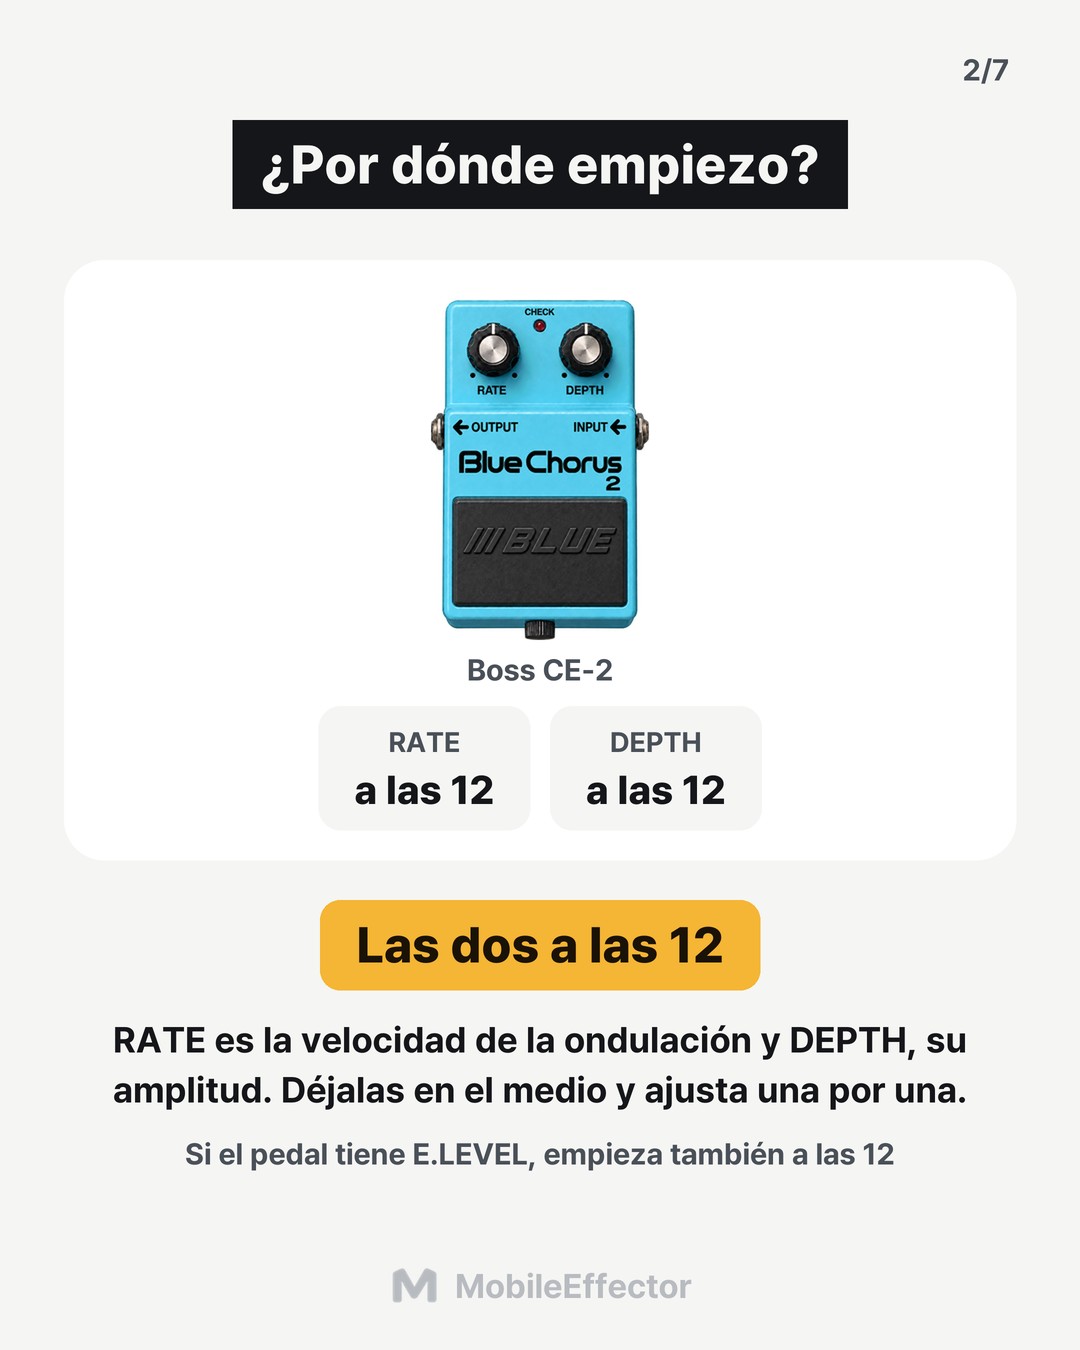 2/7
¿Por dónde empiezo?
CHECK
RATE DEPTH
OUTPUT INPUT
Blue Chorus
2
BLUE
Boss CE-2
RATE DEPTH
a las 12 a las 12
Las dos a las 12
RATE es la velocidad de la ondulación y DEPTH, su
amplitud. Déjalas en el medio y ajusta una por una.
Si el pedal tiene E.LEVEL, empieza también a las 12
MobileEffector